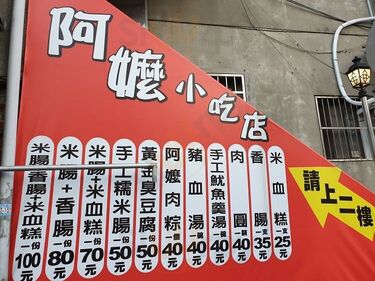 阿嬤小吃店
米血糕一支25元
香腸一支35元
肉圓一碗40元
手工魷魚羹湯一碗40元
豬血湯一碗40元
阿嬤肉粽一個40元
黃金臭豆腐一份50元
手工糯米腸一份50元
米腸+米血糕一份70元
米腸+香腸一份80元
米腸香腸米血糕一份100元
請上二樓